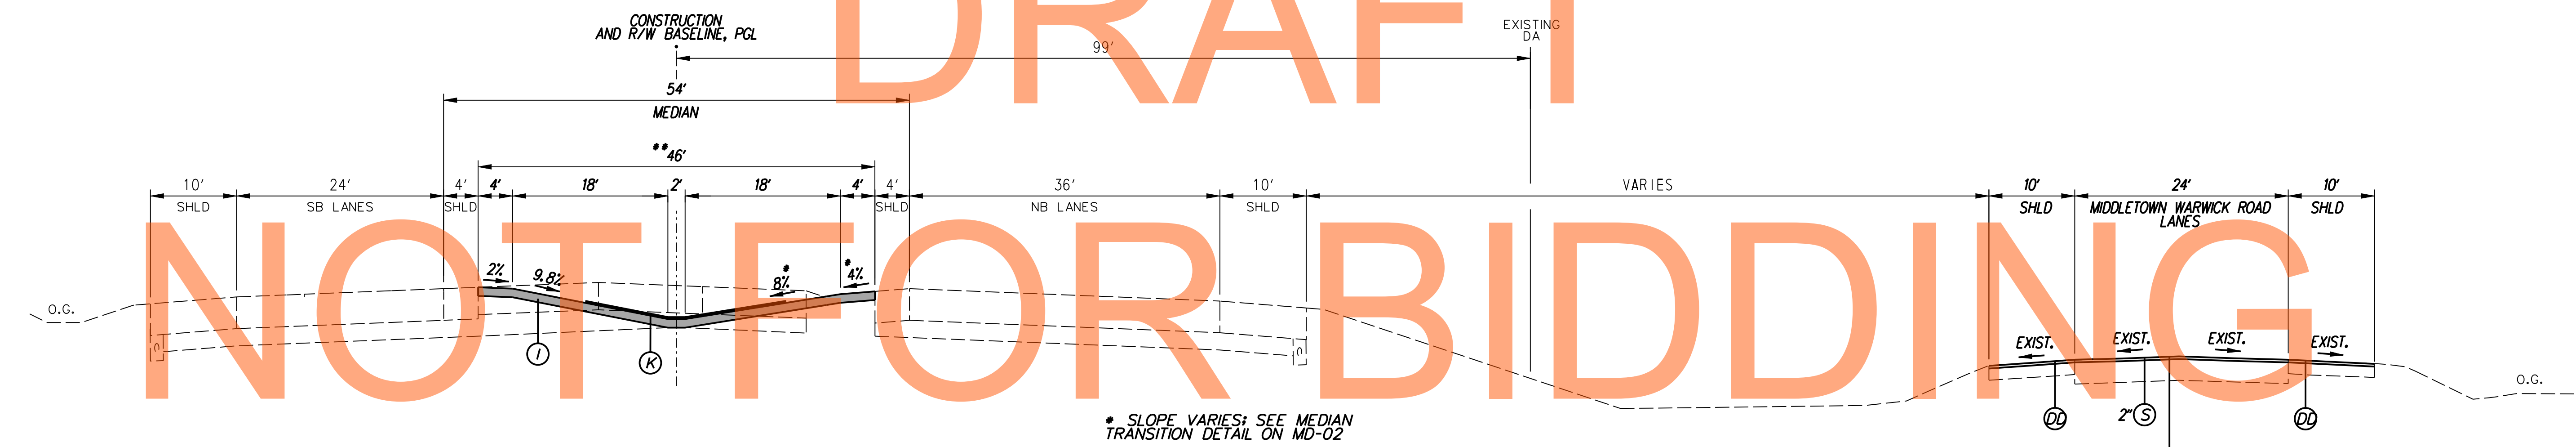 DRAFT
CONSTRUCTION
AND R/W BASELINE, PGL
EXISTING
DA
99'
54'
MEDIAN
**46'
10' 24' 4' 4' 18' 2' 18' 4' 4' 36' 10' VARIES 10' 24' 10'
SHLD SB LANES SHLD SHLD NB LANES SHLD SHLD MIDDLETOWN WARWICK ROAD SHLD
LANES
NOT FOR BIDDING
2% 9.8% *8% *4%
O.G.
EXIST. EXIST. EXIST. EXIST.
I K
O.G.
DD 2" S DD
* SLOPE VARIES; SEE MEDIAN
TRANSITION DETAIL ON MD-02